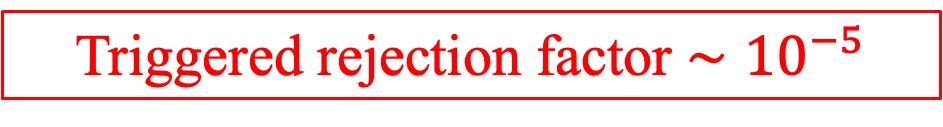 Triggered rejection factor ~ 10⁻⁵